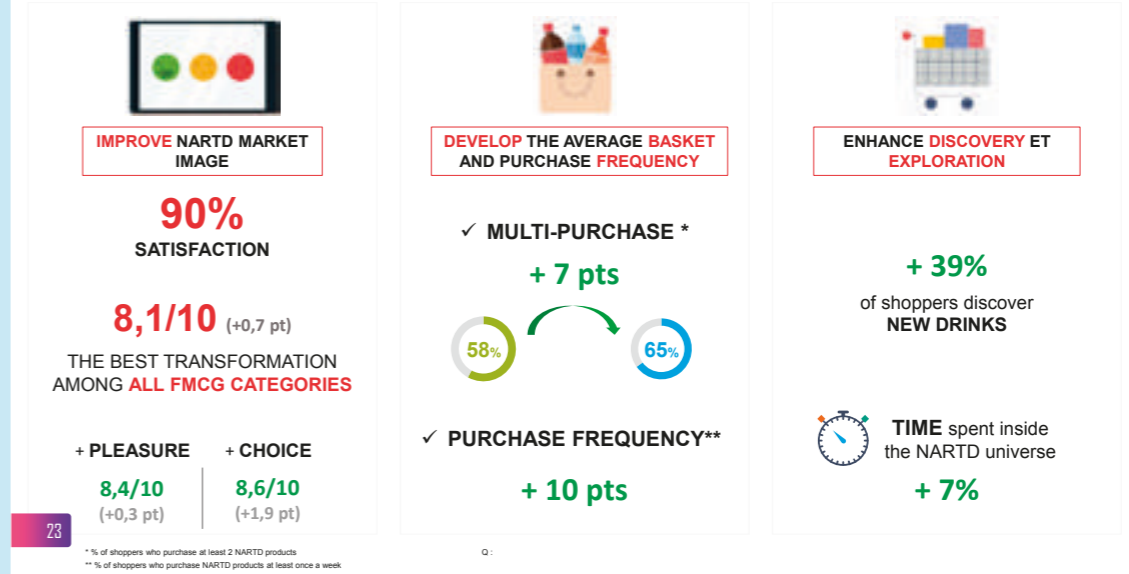 IMPROVE NARTD MARKET
IMAGE
90%
SATISFACTION
8,1/10 (+0,7 pt)
THE BEST TRANSFORMATION
AMONG ALL FMCG CATEGORIES
+ PLEASURE
8,4/10
(+0,3 pt)
+ CHOICE
8,6/10
(+1,9 pt)
DEVELOP THE AVERAGE BASKET
AND PURCHASE FREQUENCY
✓ MULTI-PURCHASE *
+ 7 pts
58%
65%
✓ PURCHASE FREQUENCY**
+ 10 pts
ENHANCE DISCOVERY ET
EXPLORATION
+ 39%
of shoppers discover
NEW DRINKS
TIME spent inside
the NARTD universe
+ 7%
23
* % of shoppers who purchase at least 2 NARTD products
** % of shoppers who purchase NARTD products at least once a week
Q :